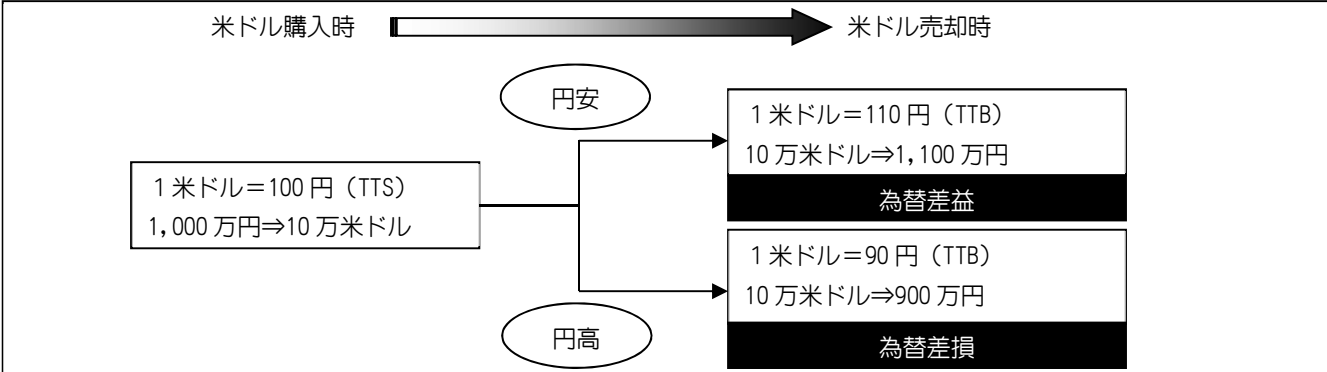 米ドル購入時
米ドル売却時
円安
1米ドル＝110円（TTB）
10万米ドル⇒1,100万円
為替差益
1米ドル＝100円（TTS）
1,000万円⇒10万米ドル
1米ドル＝90円（TTB）
10万米ドル⇒900万円
円高
為替差損